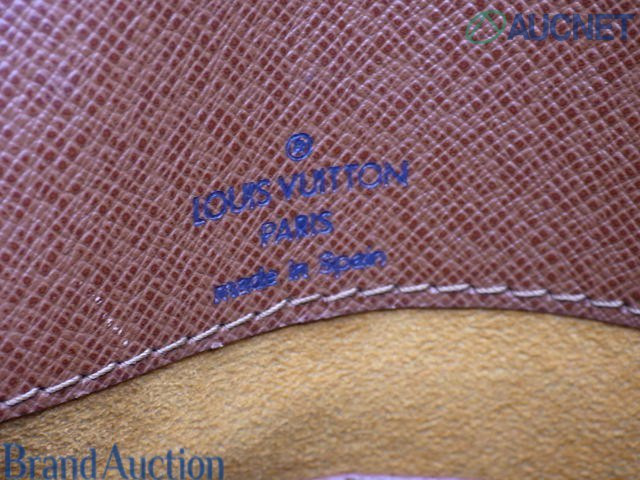 AUCNET
®
LOUIS VUITTON
PARIS
made in Spain
Brand Auction